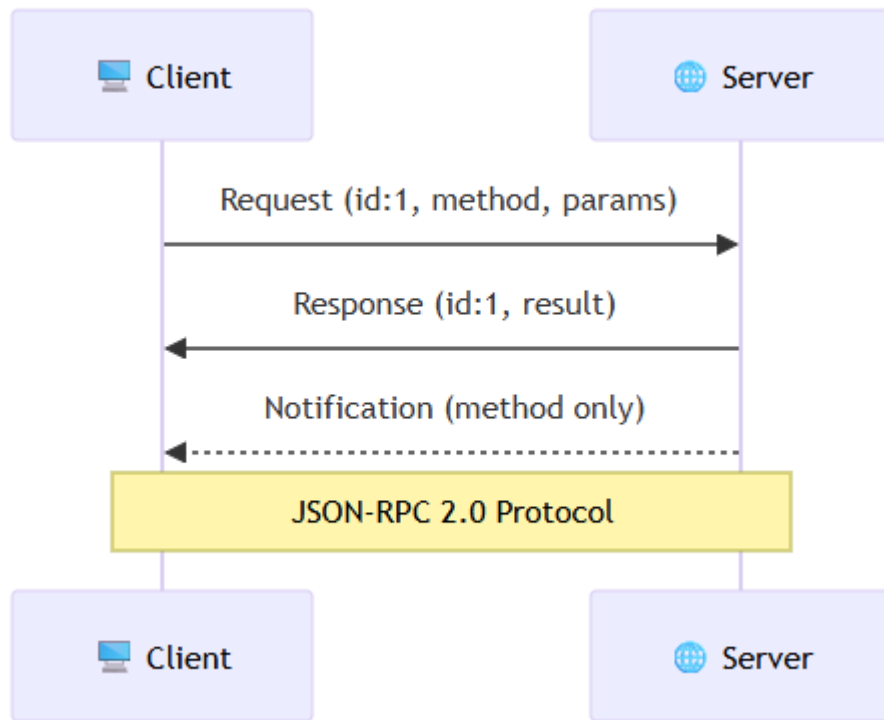 Client
Server
Request (id:1, method, params)
Response (id:1, result)
Notification (method only)
JSON-RPC 2.0 Protocol
Client
Server